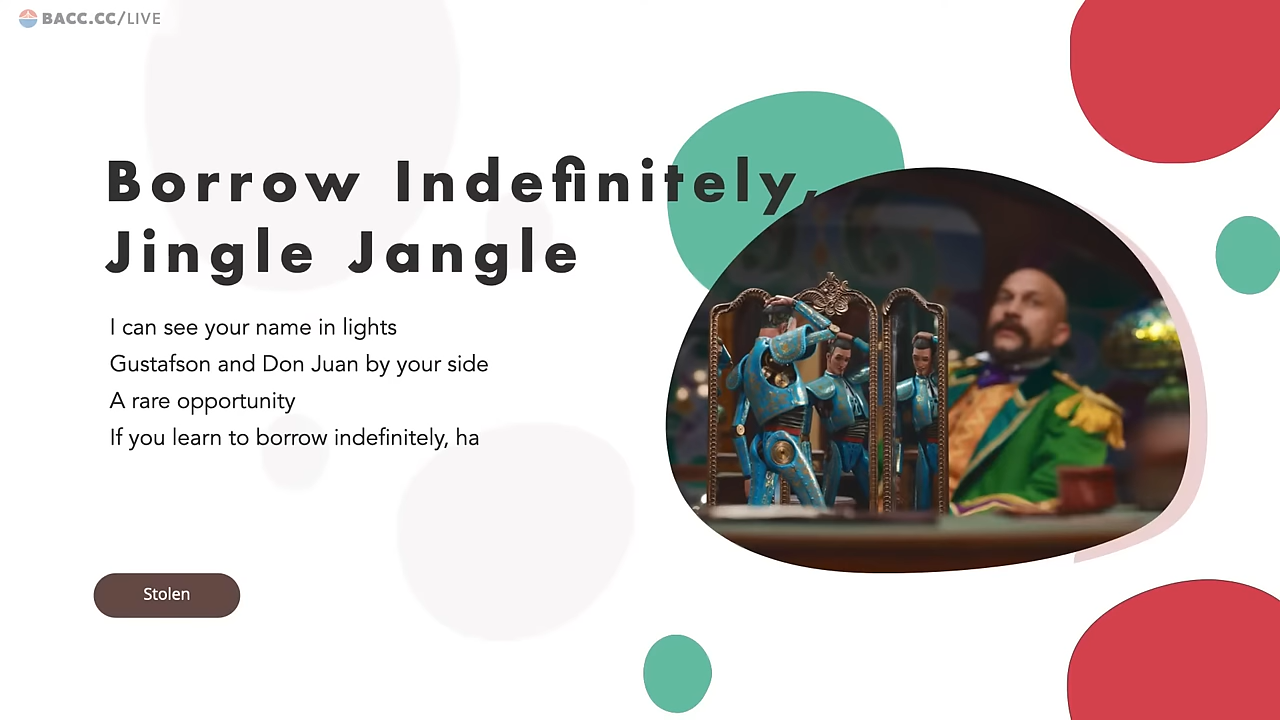 BACC.CC/LIVE
Borrow Indefinitely,
Jingle Jangle
I can see your name in lights
Gustafson and Don Juan by your side
A rare opportunity
If you learn to borrow indefinitely, ha
Stolen